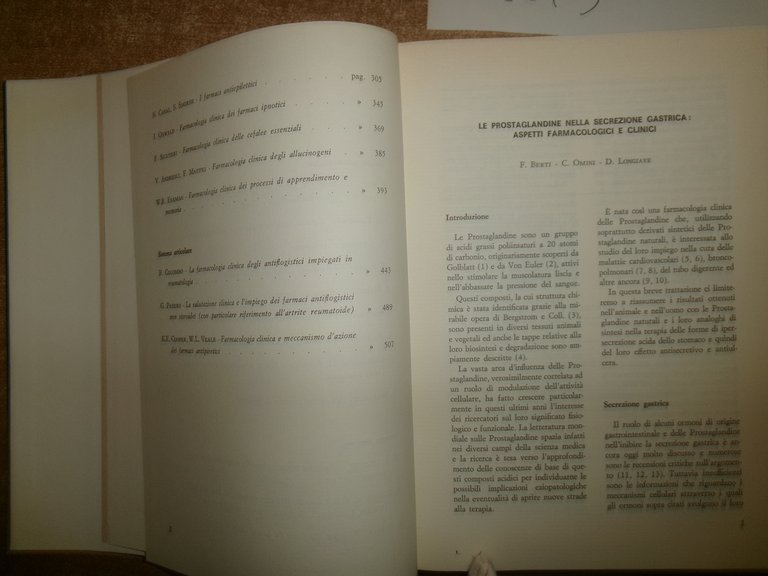 pag. 305
I farmaci antiepilettici
Farmacologia clinica dei farmaci ipnotici . . . . . » 345
Farmacologia clinica delle cefalee essenziali . . . » 369
Farmacologia clinica degli allucinogeni . » 385
Farmacologia clinica dei processi di apprendimento e
memoria . . . . . . . » 393
Sistema articolare
B. Colombo - La farmacologia clinica degli antiflogistici impiegati in
reumatologia . . . . . . . » 443
La valutazione clinica e l'impiego dei farmaci antiflogistici
non steroidei (con particolare riferimento all'artrite reumatoide) » 489
Farmacologia clinica e meccanismo d'azione
dei farmaci antipiretici . . . . . . » 507
2
LE PROSTAGLANDINE NELLA SECREZIONE GASTRICA:
ASPETTI FARMACOLOGICI E CLINICI
F. Berti - C. Omini - D. Longiave
Introduzione
Le Prostaglandine sono un gruppo
di acidi grassi poliinsaturi a 20 atomi
di carbonio, originariamente scoperti da
Golblatt (1) e da Von Euler (2), attivi
nello stimolare la muscolatura liscia e
nell'abbassare la pressione del sangue.
Questi composti, la cui struttura chi-
mica è stata identificata grazie alla mi-
rabile opera di Bergstrom e Coll. (3),
sono presenti in diversi tessuti animali
e vegetali ed anche le tappe relative alla
loro biosintesi e degradazione sono am-
piamente descritte (4).
La vasta area d'influenza delle Pro-
staglandine, verosimilmente correlata ad
un ruolo di modulazione dell'attività
cellulare, ha fatto crescere particolar-
mente in questi ultimi anni l'interesse
dei ricercatori sul loro significato fisio-
logico e funzionale. La letteratura mon-
diale sulle Prostaglandine spazia infatti
nei diversi campi della scienza medica
e la ricerca è tesa verso l'approfondi-
mento delle conoscenze di base di que-
sti composti acidici per individuarne le
possibili implicazioni eziopatologiche
nella eventualità di aprire nuove strade
alla terapia.
È nata così una farmacologia clinica
delle Prostaglandine che, utilizzando
soprattutto derivati sintetici delle Pro-
staglandine naturali, è interessata allo
studio del loro impiego nella cura delle
malattie cardiovascolari (5, 6), bronco-
polmonari (7, 8), del tubo digerente ed
altre ancora (9, 10).
In questa breve trattazione ci limite-
remo a riassumere i risultati ottenuti
nell'animale e nell'uomo con le Prosta-
glandine naturali e i loro analoghi di
sintesi nella terapia delle forme di iper-
secrezione acida dello stomaco e quindi
del loro effetto antisecretivo e antiul-
cera.
Secrezione gastrica
Il ruolo di alcuni ormoni di origine
gastrointestinale e delle Prostaglandine
nell'inibire la secrezione gastrica è an-
cora oggi molto discusso e numerose
sono le recensioni critiche sull'argomen-
to (11, 12, 13). Tuttavia insufficienti
sono le informazioni che riguardano i
meccanismi cellulari attraverso i quali
gli ormoni sopra citati svolgono il loro
1.